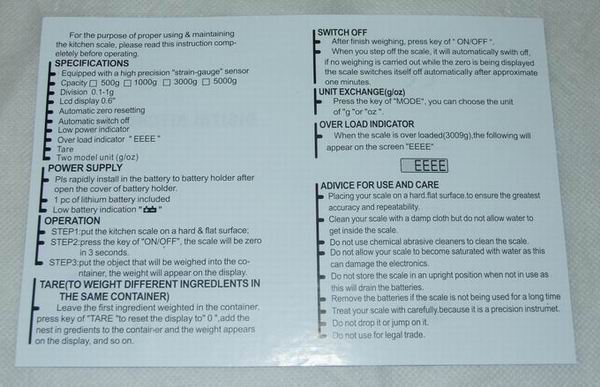 For the purpose of proper using & maintaining
the kitchen scale, please read this instruction comp-
eletely before operating.
SPECIFICATIONS
Equipped with a high precision "strain-gauge" sensor
Cpacity □ 500g □ 1000g □ 3000g □ 5000g
Division 0.1-1g
Lcd display 0.6"
Automatic zero resetting
Automatic switch off
Low power indicator
Over load indicator "EEEE"
Tare
Two model unit (g/oz)
POWER SUPPLY
Pls rapidly install in the battery to battery holder after
open the cover of battery holder.
1 pc of lithium battery included
Low battery indication " "
OPERATION
STEP1:put the kitchen scale on a hard & flat surface;
STEP2:press the key of "ON/OFF", the scale will be zero
in 3 seconds.
STEP3:put the object that will be weighed into the co-
ntainer, the weight will appear on the display.
TARE(TO WEIGHT DIFFERENT INGREDLENTS IN
THE SAME CONTAINER)
Leave the first ingredient weighted in the container,
press key of "TARE "to reset the display to" 0 ",add the
nest in gredients to the container and the weight appears
on the display, and so on.
SWITCH OFF
After finish weighing, press key of " ON/OFF ".
When you step off the scale, it will automatically swith off,
if no weighing is carried out while the zero is being displayed
the scale switches itself off automatically after approximate
one minutes.
UNIT EXCHANGE(g/oz)
Press the key of "MODE", you can choose the unit
of "g "or "oz ".
OVER LOAD INDICATOR
When the scale is over loaded(3009g),the following will
appear on the screen "EEEE"
EEEE
ADIVICE FOR USE AND CARE
Placing your scale on a hard.flat surface.to ensure the greatest
accuracy and repeatability.
Clean your scale with a damp cloth but do not allow water to
get inside the scale.
Do not use chemical abrasive cleaners to clean the scale.
Do not allow your scale to become saturated with water as this
can damage the electronics.
Do not store the scale in an upright position when not in use as
this will drain the batteries.
Remove the batteries if the scale is not being used for a long time
Treat your scale with carefully.because it is a precision instrumet.
Do not drop it or jump on it.
Do not use for legal trade.